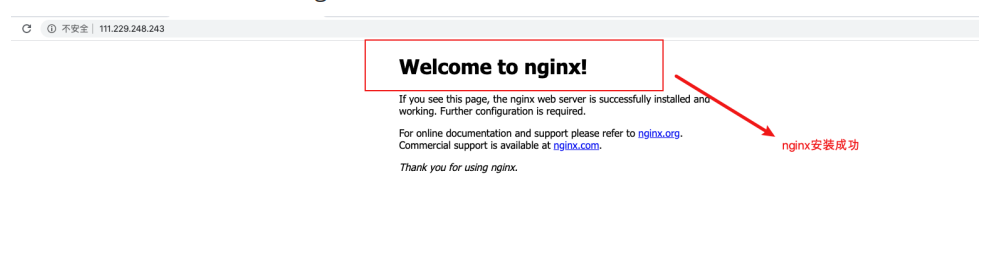 不安全 | 111.229.248.243
Welcome to nginx!
If you see this page, the nginx web server is successfully installed and
working. Further configuration is required.
For online documentation and support please refer to nginx.org.
Commercial support is available at nginx.com.
nginx安装成功
Thank you for using nginx.